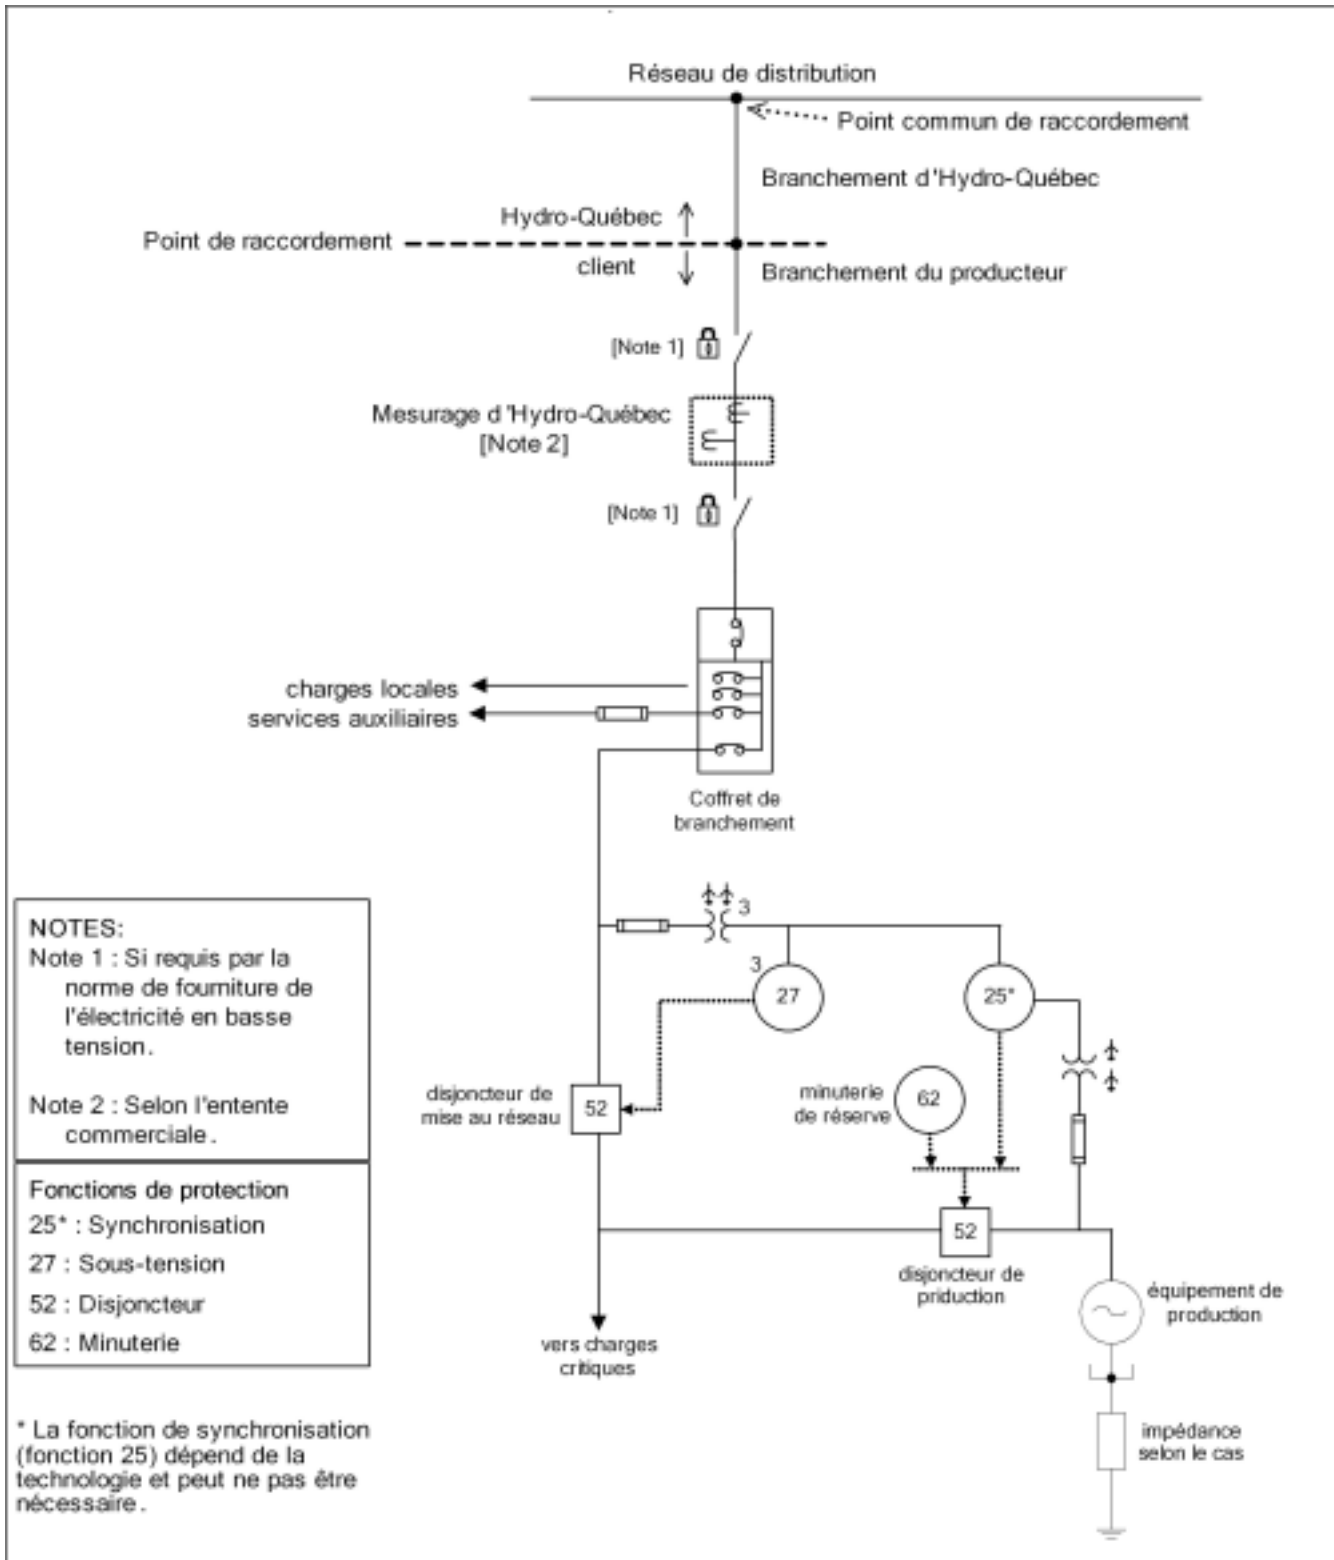 Réseau de distribution
Point commun de raccordement
Branchement d'Hydro-Québec
Hydro-Québec
Point de raccordement
client
Branchement du producteur
[Note 1]
Mesurage d'Hydro-Québec
[Note 2]
[Note 1]
charges locales
services auxiliaires
Coffret de
branchement
3
3
27
25*
disjoncteur de
mise au réseau
52
minuterie
de réserve
62
52
disjoncteur de
priduction
équipement de
production
vers charges
critiques
impédance
selon le cas
NOTES:
Note 1 : Si requis par la
norme de fourniture de
l'électricité en basse
tension.
Note 2 : Selon l'entente
commerciale.
Fonctions de protection
25* : Synchronisation
27 : Sous-tension
52 : Disjoncteur
62 : Minuterie
* La fonction de synchronisation
(fonction 25) dépend de la
technologie et peut ne pas être
nécessaire.